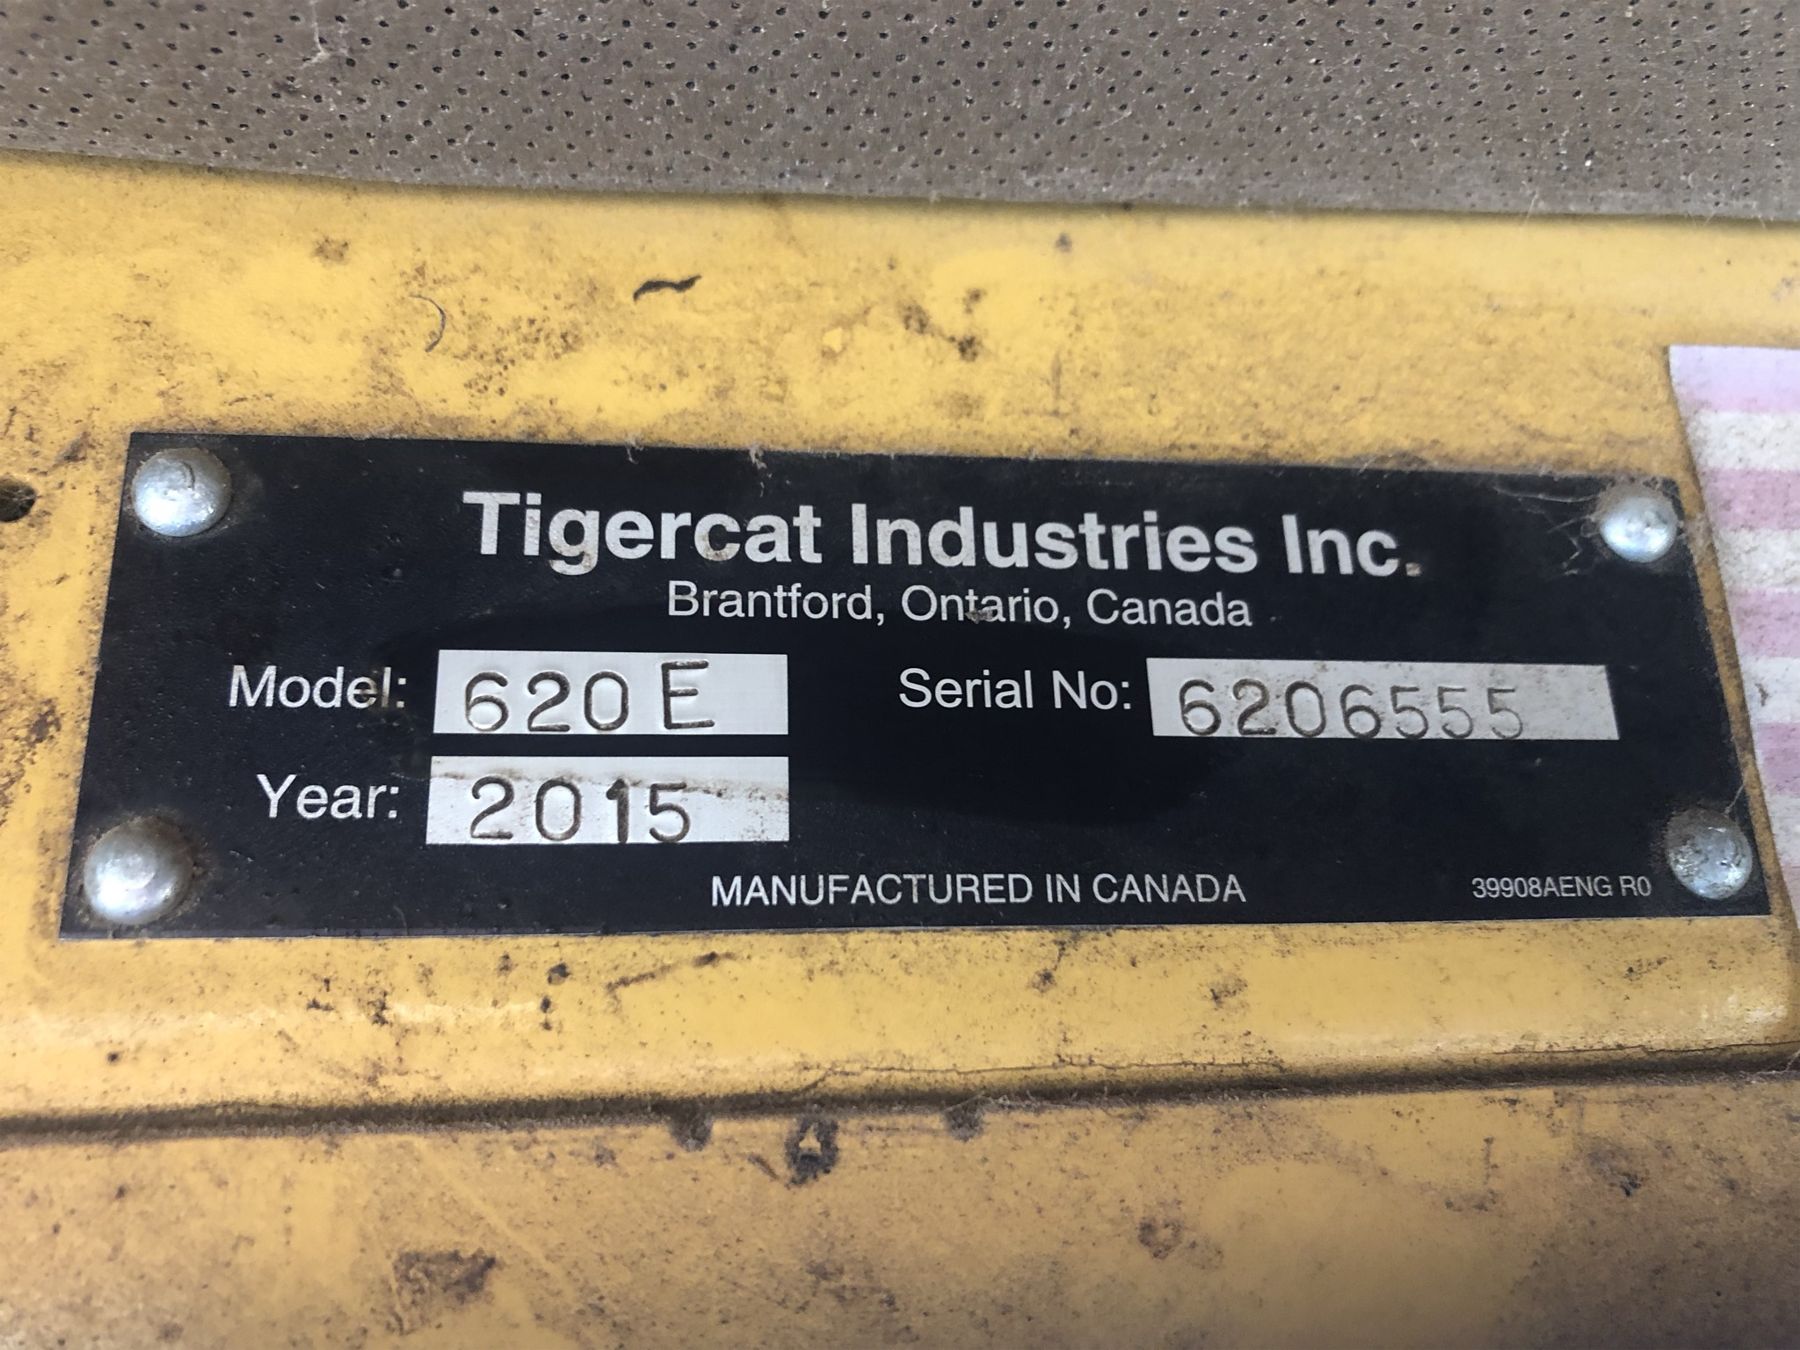 Tigercat Industries Inc.
Brantford, Ontario, Canada
Model: 620 E Serial No: 6206555
Year: 2015
MANUFACTURED IN CANADA 39908AENG R0